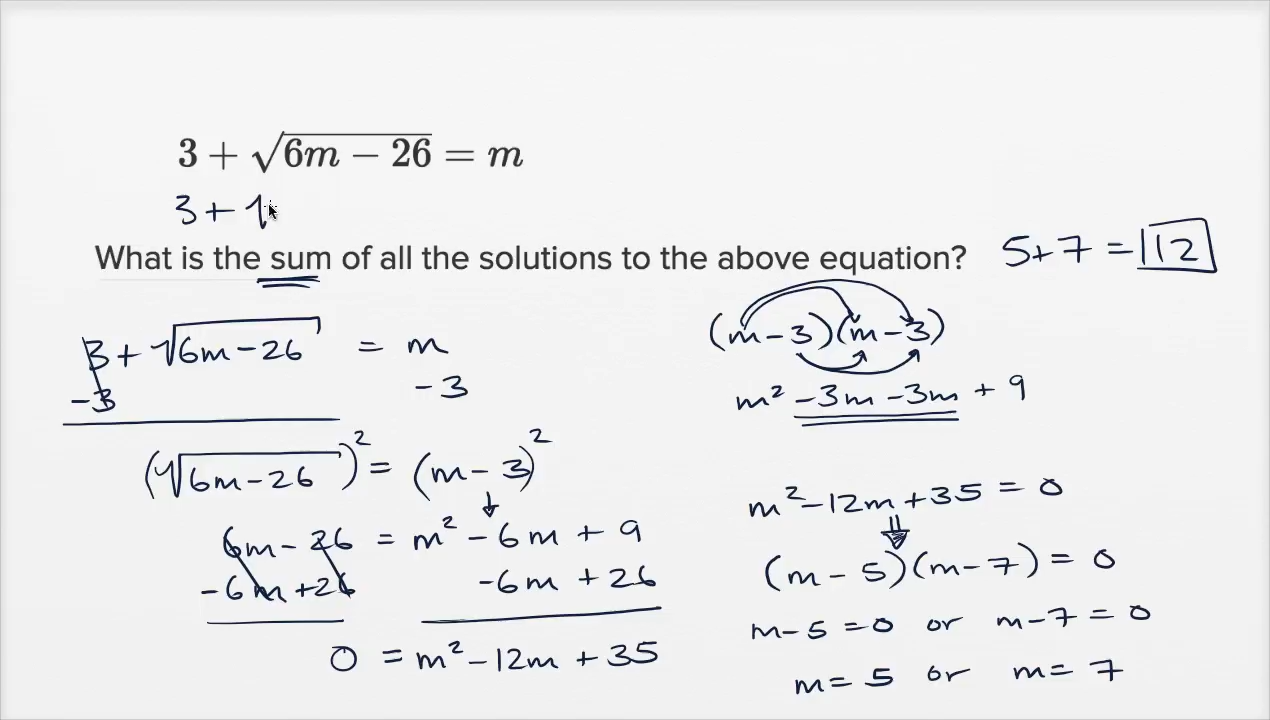 3 + √6m − 26 = m
3 + √
What is the sum of all the solutions to the above equation?
5+7 = 12
3 + √6m − 26 = m
−3 −3
(√6m − 26)² = (m − 3)²
6m − 26 = m² − 6m + 9
−6m +26 −6m + 26
0 = m² − 12m + 35
(m − 3)(m − 3)
m² − 3m − 3m + 9
m² − 12m + 35 = 0
(m − 5)(m − 7) = 0
m − 5 = 0 or m − 7 = 0
m = 5 or m = 7